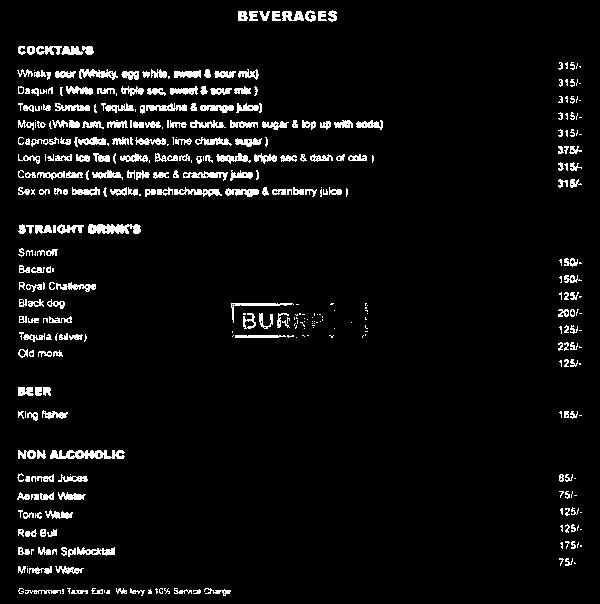 BEVERAGES
COCKTAIL'S
Whisky sour (Whisky, egg white, sweet & sour mix) 315/-
Daiquiri ( White rum, triple sec, sweet & sour mix ) 315/-
Tequila Sunrise ( Tequila, grenadine & orange juice) 315/-
Mojito (White rum, mint leaves, lime chunks, brown sugar & top up with soda) 315/-
Capnoshka (vodka, mint leaves, lime chunks, sugar ) 315/-
Long Island Ice Tea ( vodka, Bacardi, gin, tequila, triple sec & dash of cola ) 375/-
Cosmopolitan ( vodka, triple sec & cranberry juice ) 315/-
Sex on the beach ( vodka, peachschnapps, orange & cranberry juice ) 315/-
STRAIGHT DRINK'S
Smirnoff 150/-
Bacardi 150/-
Royal Challenge 125/-
Black dog 200/-
Blue riband 125/-
Tequila (silver) 225/-
Old monk 125/-
BURRP
BEER
King fisher 165/-
NON ALCOHOLIC
Canned Juices 85/-
Aerated Water 75/-
Tonic Water 125/-
Red Bull 125/-
Bar Man SplMocktail 175/-
Mineral Water 75/-
Government Taxes Extra. We levy a 10% Service Charge